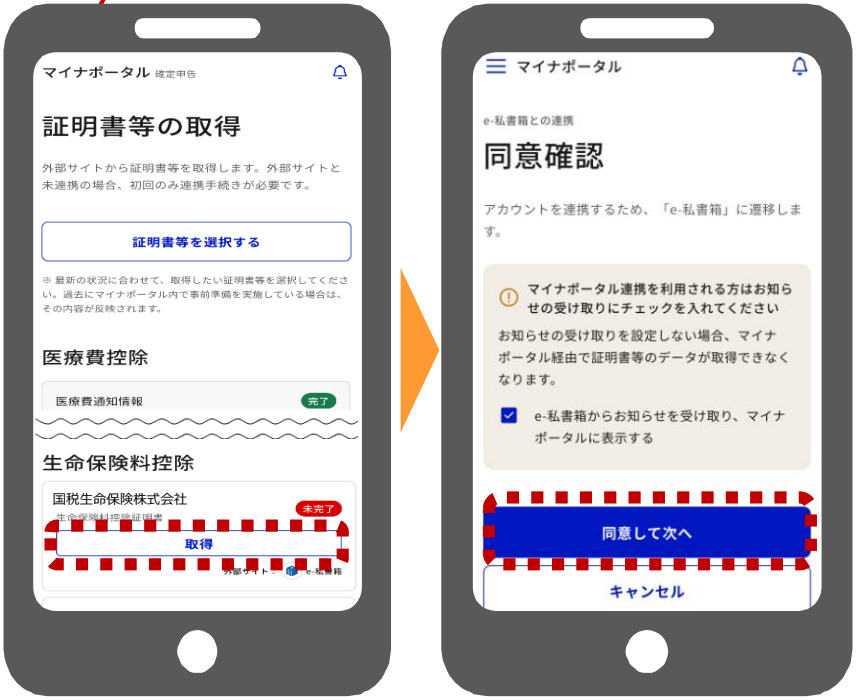 マイナポータル 確定申告
証明書等の取得
外部サイトから証明書等を取得します。外部サイトと
未連携の場合、初回のみ連携手続きが必要です。
証明書等を選択する
※ 最新の状況に合わせて、取得したい証明書等を選択してくださ
い。過去にマイナポータル内で事前準備を実施している場合は、
その内容が反映されます。
医療費控除
医療費通知情報 完了
生命保険料控除
国税生命保険株式会社
未完了
生命保険料控除証明書
取得
外部サイト： e-私書箱
マイナポータル
e-私書箱との連携
同意確認
アカウントを連携するため、「e-私書箱」に遷移しま
す。
マイナポータル連携を利用される方はお知ら
せの受け取りにチェックを入れてください
お知らせの受け取りを設定しない場合、マイナ
ポータル経由で証明書等のデータが取得できなく
なります。
e-私書箱からお知らせを受け取り、マイナ
ポータルに表示する
同意して次へ
キャンセル